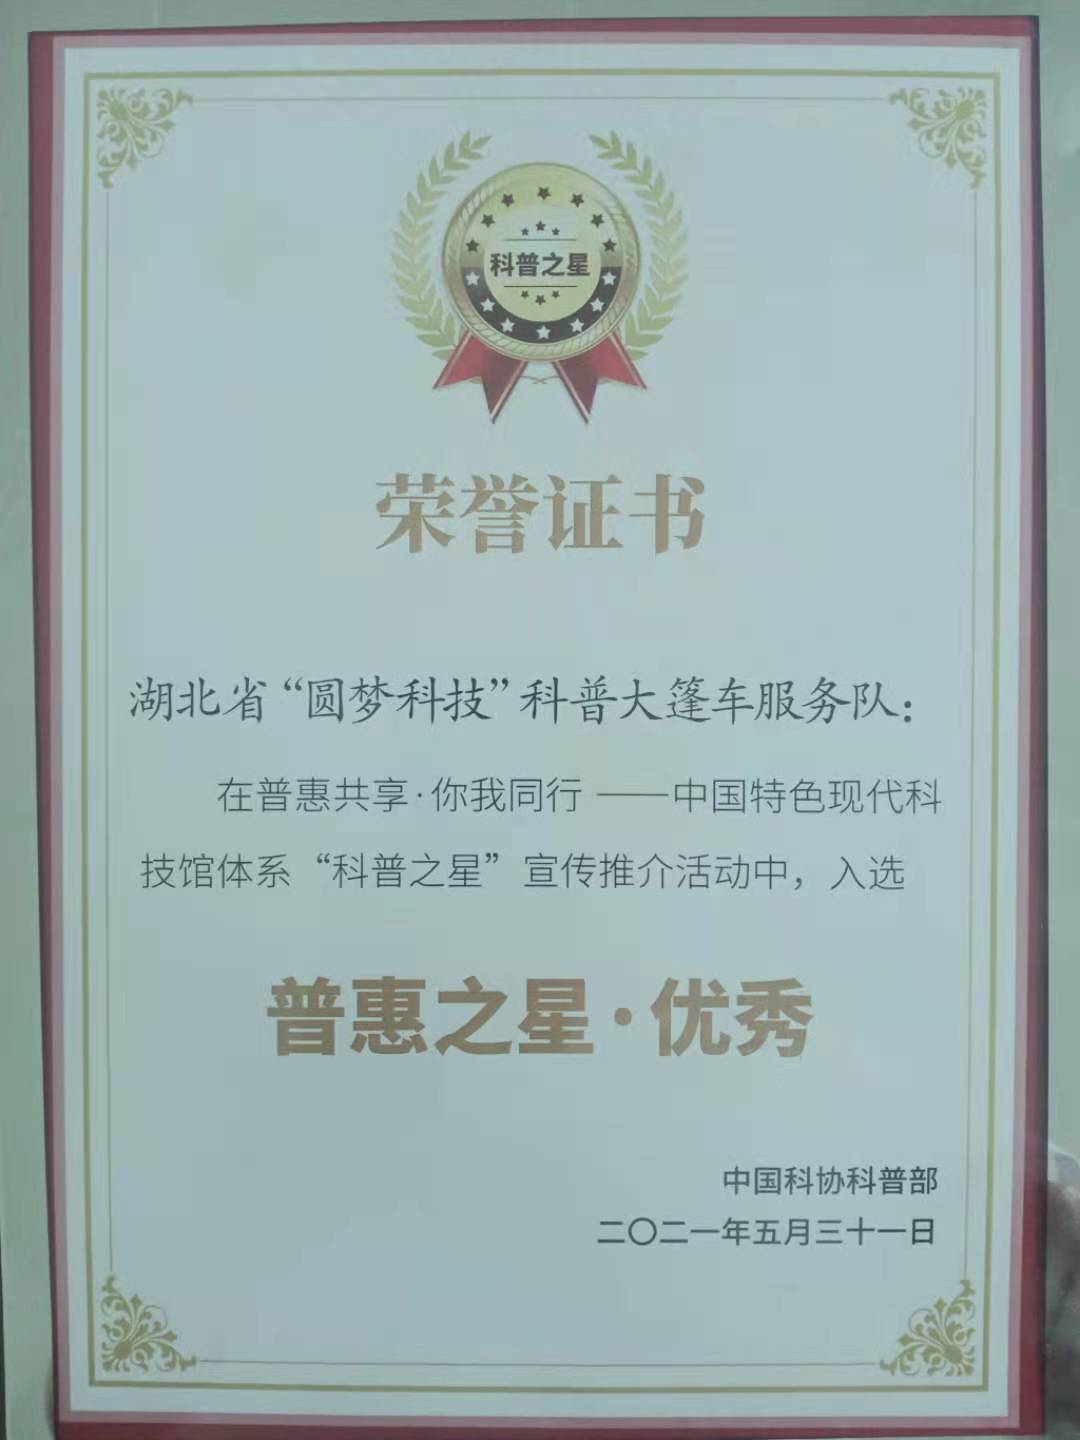 科普之星
荣誉证书
湖北省“圆梦科技”科普大篷车服务队：
在普惠共享·你我同行 ——中国特色现代科
技馆体系“科普之星”宣传推介活动中，入选
普惠之星·优秀
中国科协科普部
二〇二一年五月三十一日